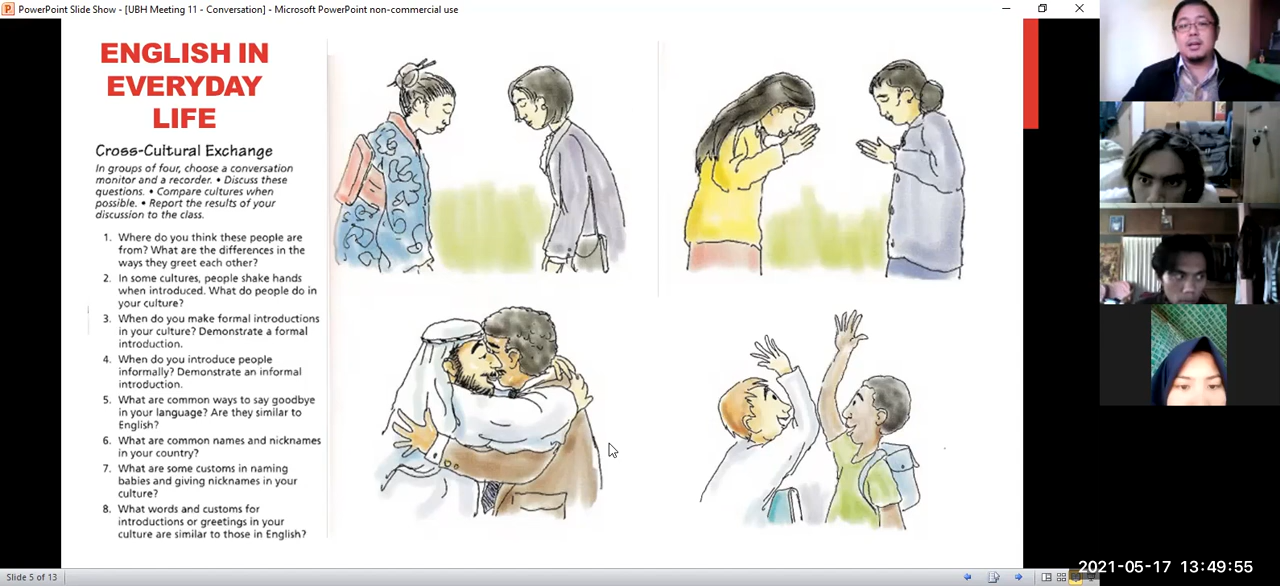 PowerPoint Slide Show - [UBH Meeting 11 - Conversation] - Microsoft PowerPoint non-commercial use
ENGLISH IN
EVERYDAY
LIFE
Cross-Cultural Exchange
In groups of four, choose a conversation
monitor and a recorder. • Discuss these
questions. • Compare cultures when
possible. • Report the results of your
discussion to the class.
1. Where do you think these people are
from? What are the differences in the
ways they greet each other?
2. In some cultures, people shake hands
when introduced. What do people do in
your culture?
3. When do you make formal introductions
in your culture? Demonstrate a formal
introduction.
4. When do you introduce people
informally? Demonstrate an informal
introduction.
5. What are common ways to say goodbye
in your language? Are they similar to
English?
6. What are common names and nicknames
in your country?
7. What are some customs in naming
babies and giving nicknames in your
culture?
8. What words and customs for
introductions or greetings in your
culture are similar to those in English?
Slide 5 of 13
2021-05-17 13:49:55